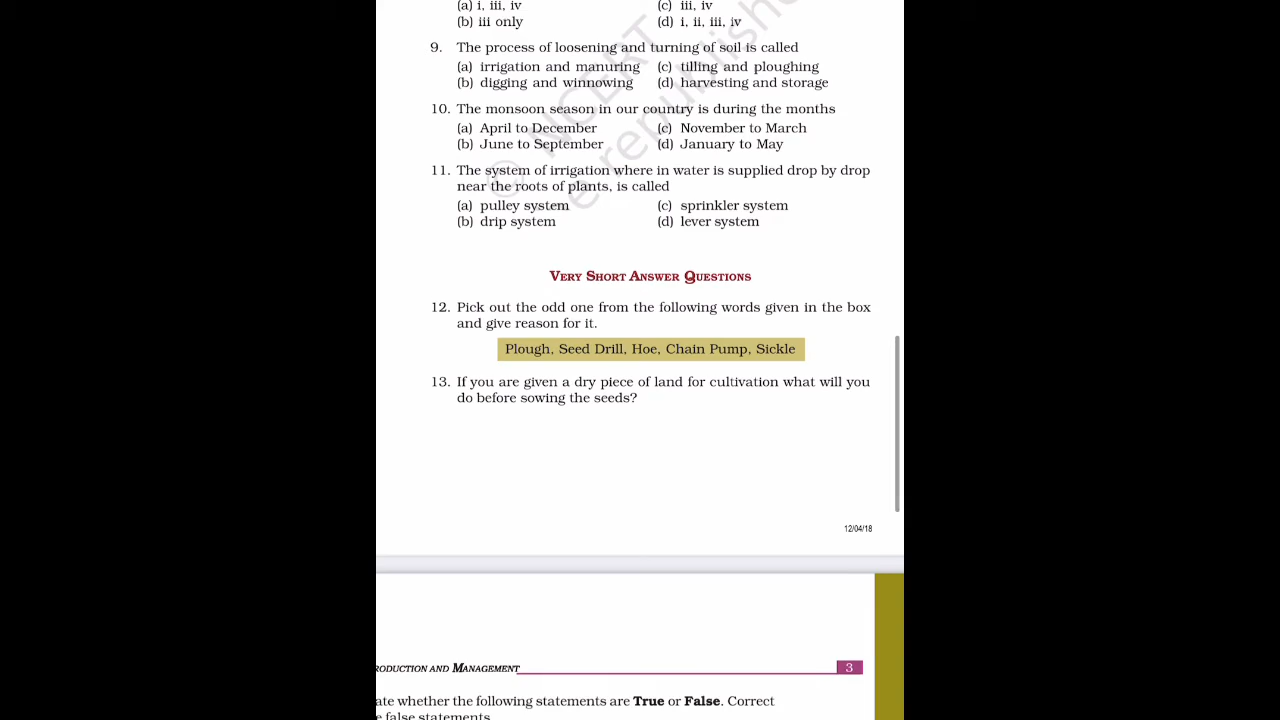 (a) i, iii, iv (c) iii, iv
(b) iii only (d) i, ii, iii, iv
9. The process of loosening and turning of soil is called
(a) irrigation and manuring (c) tilling and ploughing
(b) digging and winnowing (d) harvesting and storage
10. The monsoon season in our country is during the months
(a) April to December (c) November to March
(b) June to September (d) January to May
11. The system of irrigation where in water is supplied drop by drop
near the roots of plants, is called
(a) pulley system (c) sprinkler system
(b) drip system (d) lever system
© NCERT
e republishe
VERY SHORT ANSWER QUESTIONS
12. Pick out the odd one from the following words given in the box
and give reason for it.
Plough, Seed Drill, Hoe, Chain Pump, Sickle
13. If you are given a dry piece of land for cultivation what will you
do before sowing the seeds?
12/04/18
RODUCTION AND MANAGEMENT 3
ate whether the following statements are True or False. Correct
e false statements.